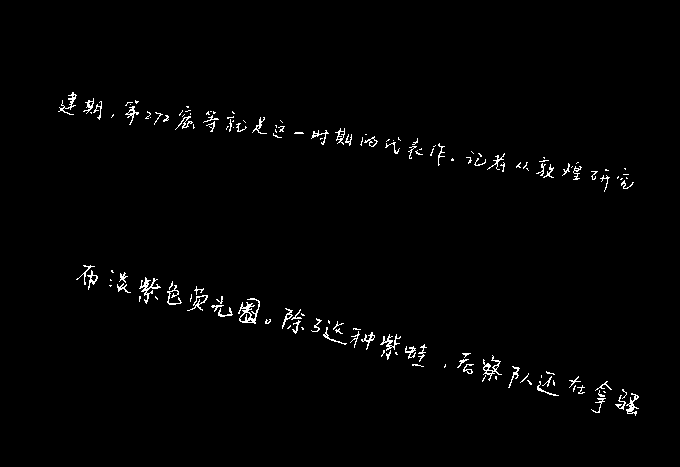 建期，第272窟等就是这一时期的代表作。记者从敦煌研究
布淡紫色荧光圈。除了这种紫蛙，考察队还在拿骚